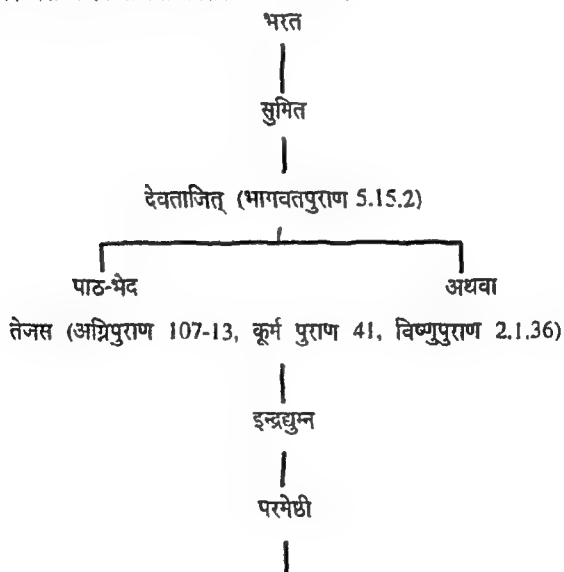 भरत
सुमित
देवताजित् (भागवतपुराण 5.15.2)
पाठ-भेद अथवा
तेजस (अग्निपुराण 107-13, कूर्म पुराण 41, विष्णुपुराण 2.1.36)
इन्द्रद्युम्न
परमेष्ठी